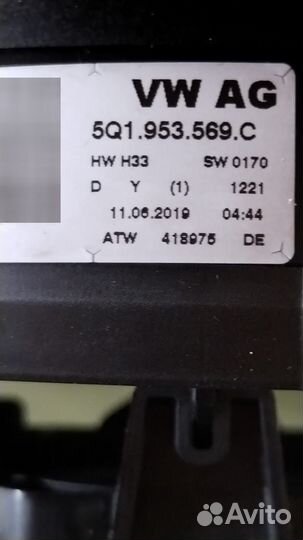 VW AG
5Q1.953.569.C
HW H33 SW 0170
D Y (1) 1221
11.06.2019 04:44
ATW 418975 DE
Avito